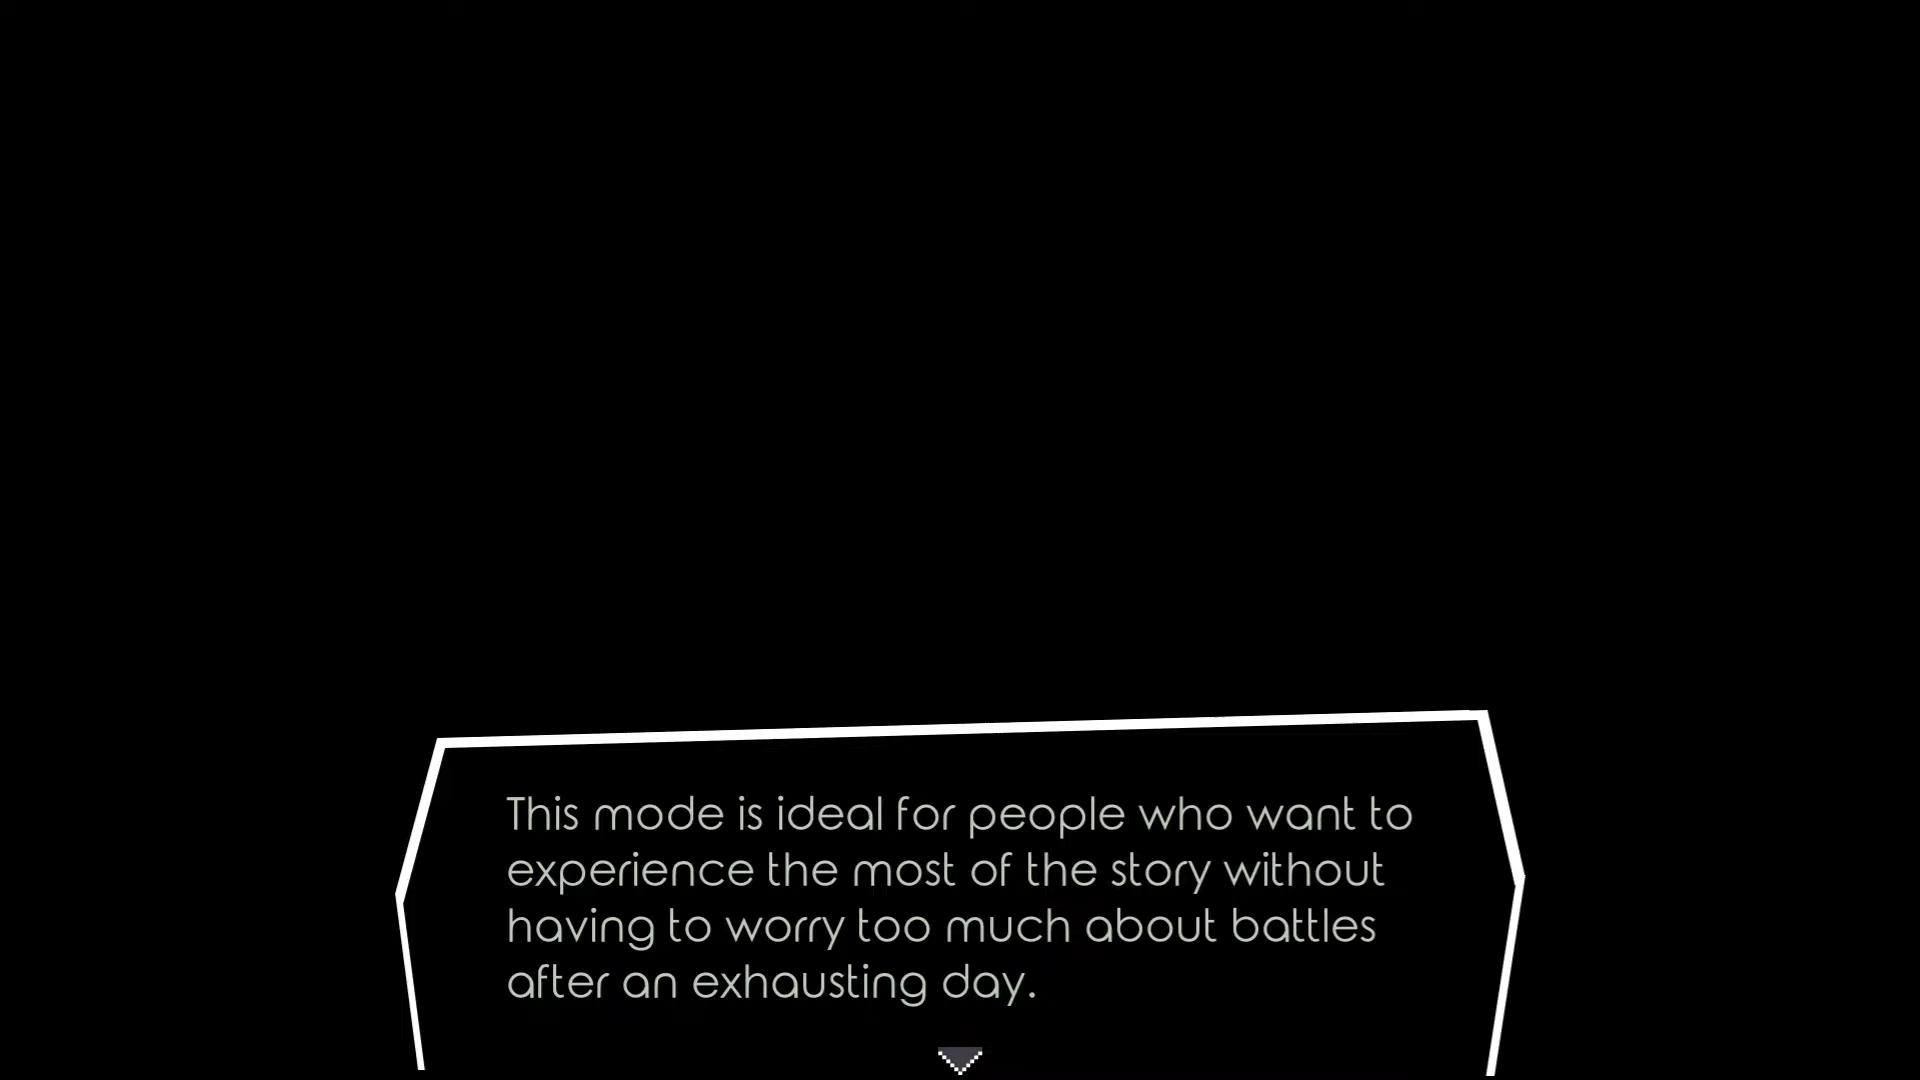 This mode is ideal for people who want to
experience the most of the story without
having to worry too much about battles
after an exhausting day.